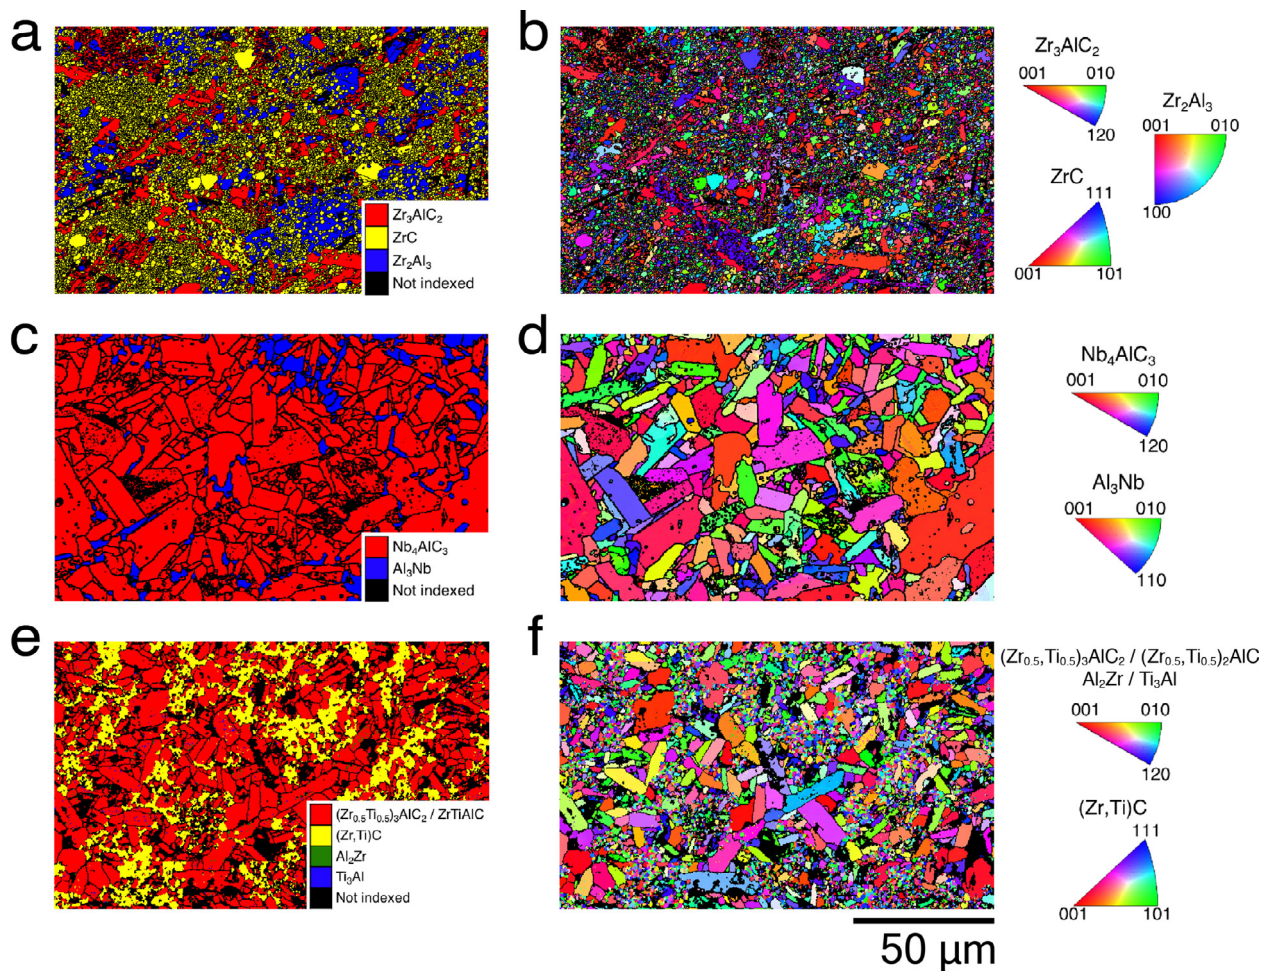 a
b
Zr₃AlC₂
001 010
120
Zr₂Al₃
001 010
100
ZrC
111
001 101
Zr₃AlC₂
ZrC
Zr₂Al₃
Not indexed
c
d
Nb₄AlC₃
001 010
120
Al₃Nb
001 010
110
Nb₄AlC₃
Al₃Nb
Not indexed
e
f
(Zr₀.₅,Ti₀.₅)₃AlC₂ / (Zr₀.₅,Ti₀.₅)₂AlC
Al₂Zr / Ti₃Al
001 010
120
(Zr,Ti)C
111
001 101
(Zr₀.₅Ti₀.₅)₃AlC₂ / ZrTiAlC
(Zr,Ti)C
Al₂Zr
Ti₃Al
Not indexed
50 µm